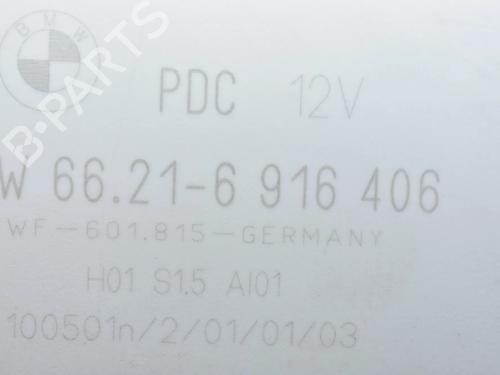 BMW
B-PARTS
PDC 12V
W 66.21-6 916 406
WF-601.815-GERMANY
H01 S1.5 AI01
100501n/2/01/01/03